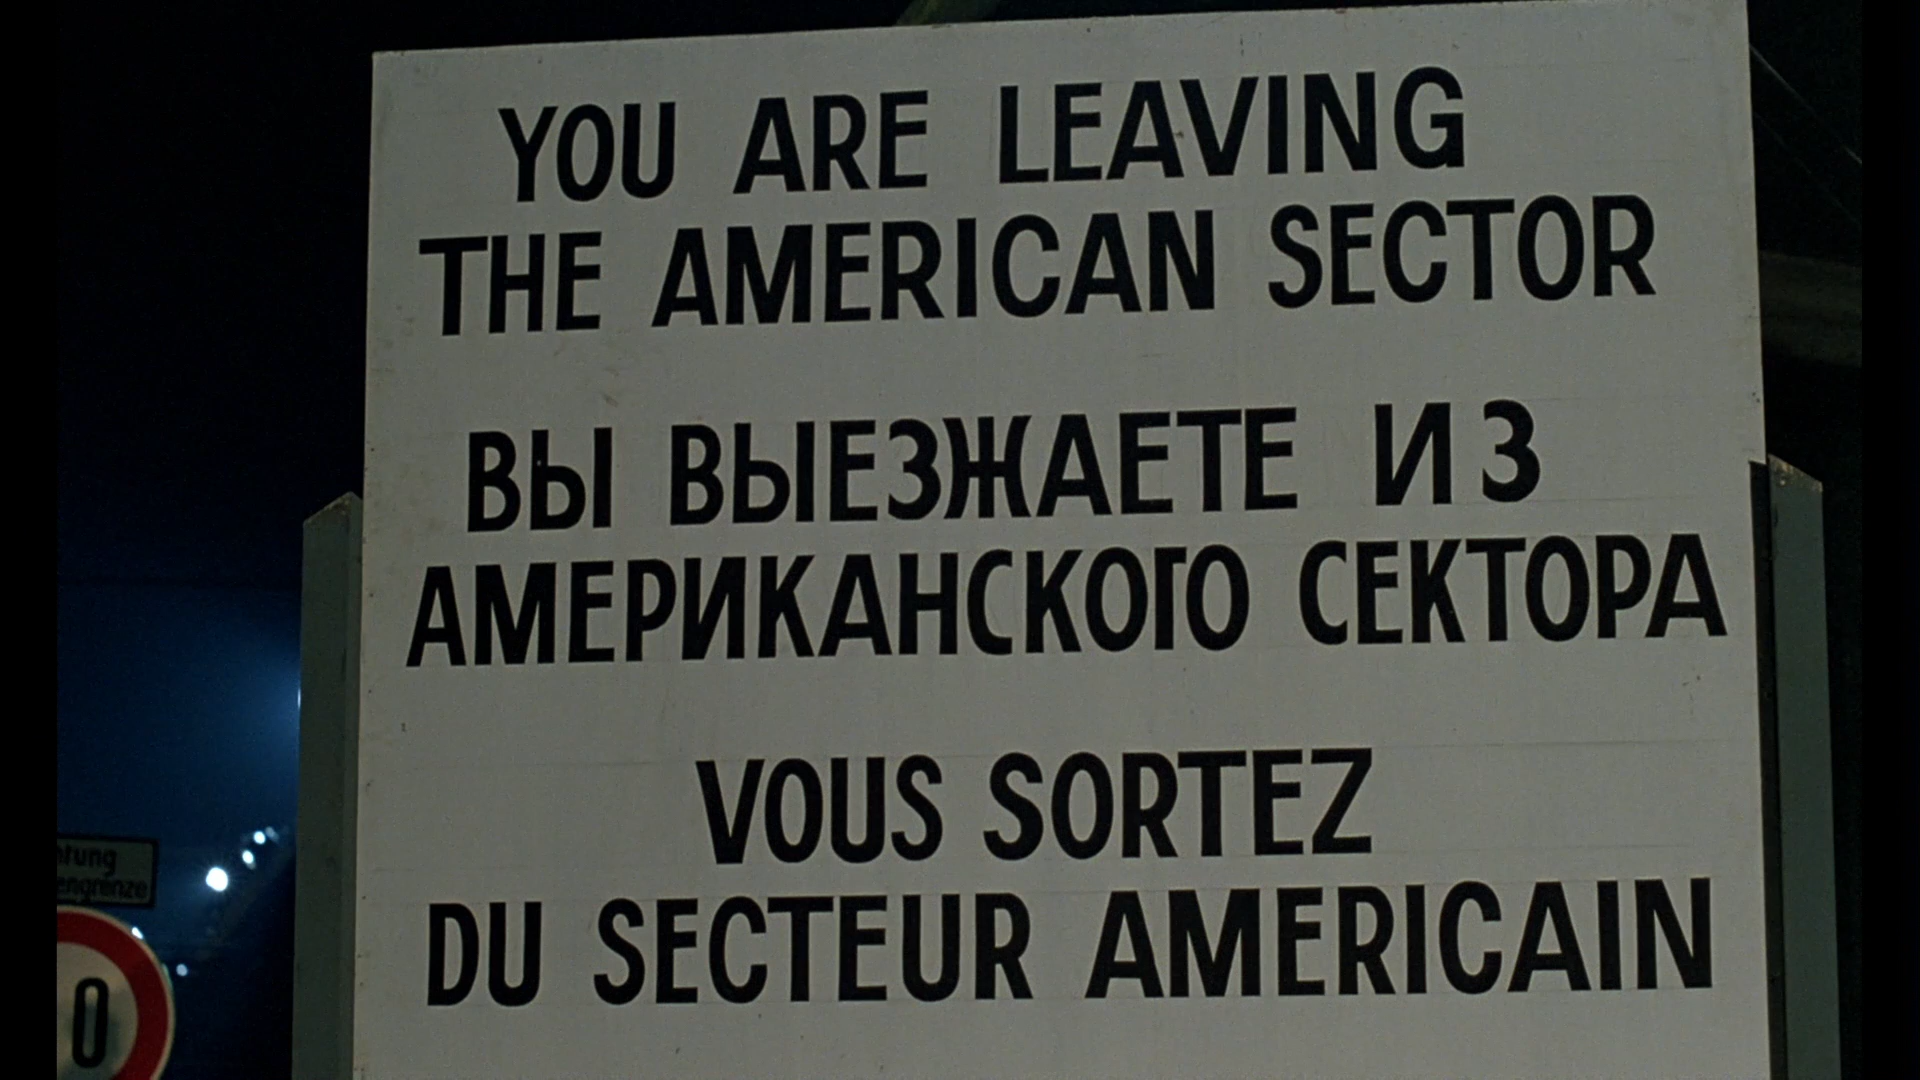 YOU ARE LEAVING
THE AMERICAN SECTOR
ВЫ ВЫЕЗЖАЕТЕ ИЗ
АМЕРИКАНСКОГО СЕКТОРА
VOUS SORTEZ
DU SECTEUR AMERICAIN